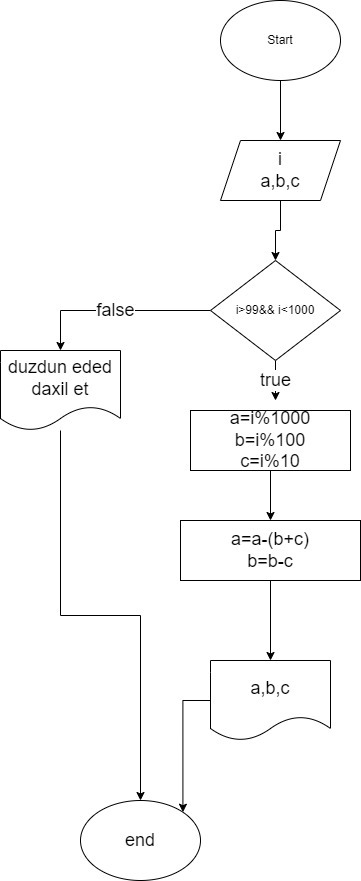 Start
i
a,b,c
i>99&& i<1000
false
true
duzdun eded
daxil et
a=i%1000
b=i%100
c=i%10
a=a-(b+c)
b=b-c
a,b,c
end